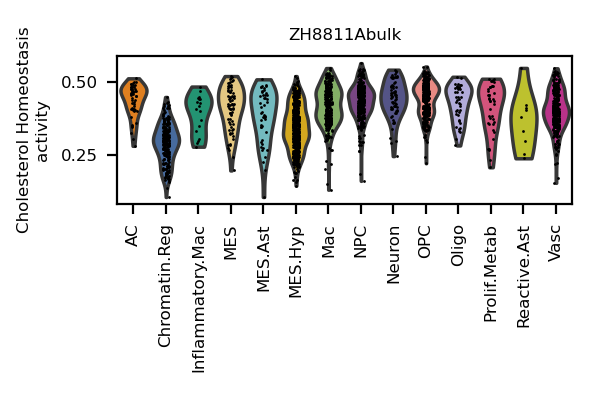 ZH8811Abulk
Cholesterol Homeostasis
activity
0.50
0.25
AC
Chromatin.Reg
Inflammatory.Mac
MES
MES.Ast
MES.Hyp
Mac
NPC
Neuron
OPC
Oligo
Prolif.Metab
Reactive.Ast
Vasc